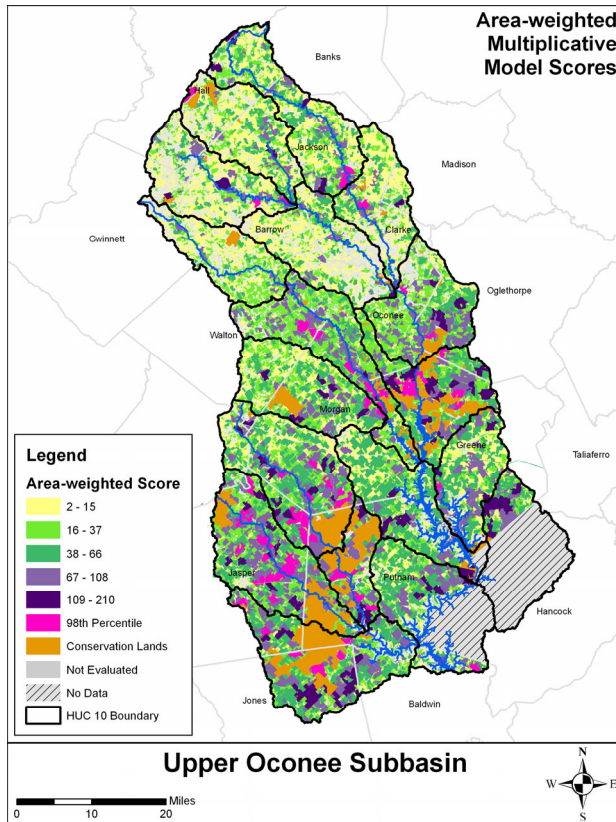 Area-weighted
Multiplicative
Model Scores
Banks
Hall
Jackson
Madison
Gwinnett
Barrow
Clarke
Oglethorpe
Oconee
Walton
Morgan
Greene
Taliaferro
Legend
Area-weighted Score
2 - 15
16 - 37
38 - 66
67 - 108
109 - 210
98th Percentile
Conservation Lands
Not Evaluated
No Data
HUC 10 Boundary
Jasper
Putnam
Hancock
Jones
Baldwin
Upper Oconee Subbasin
Miles
0 10 20
N
W E
S